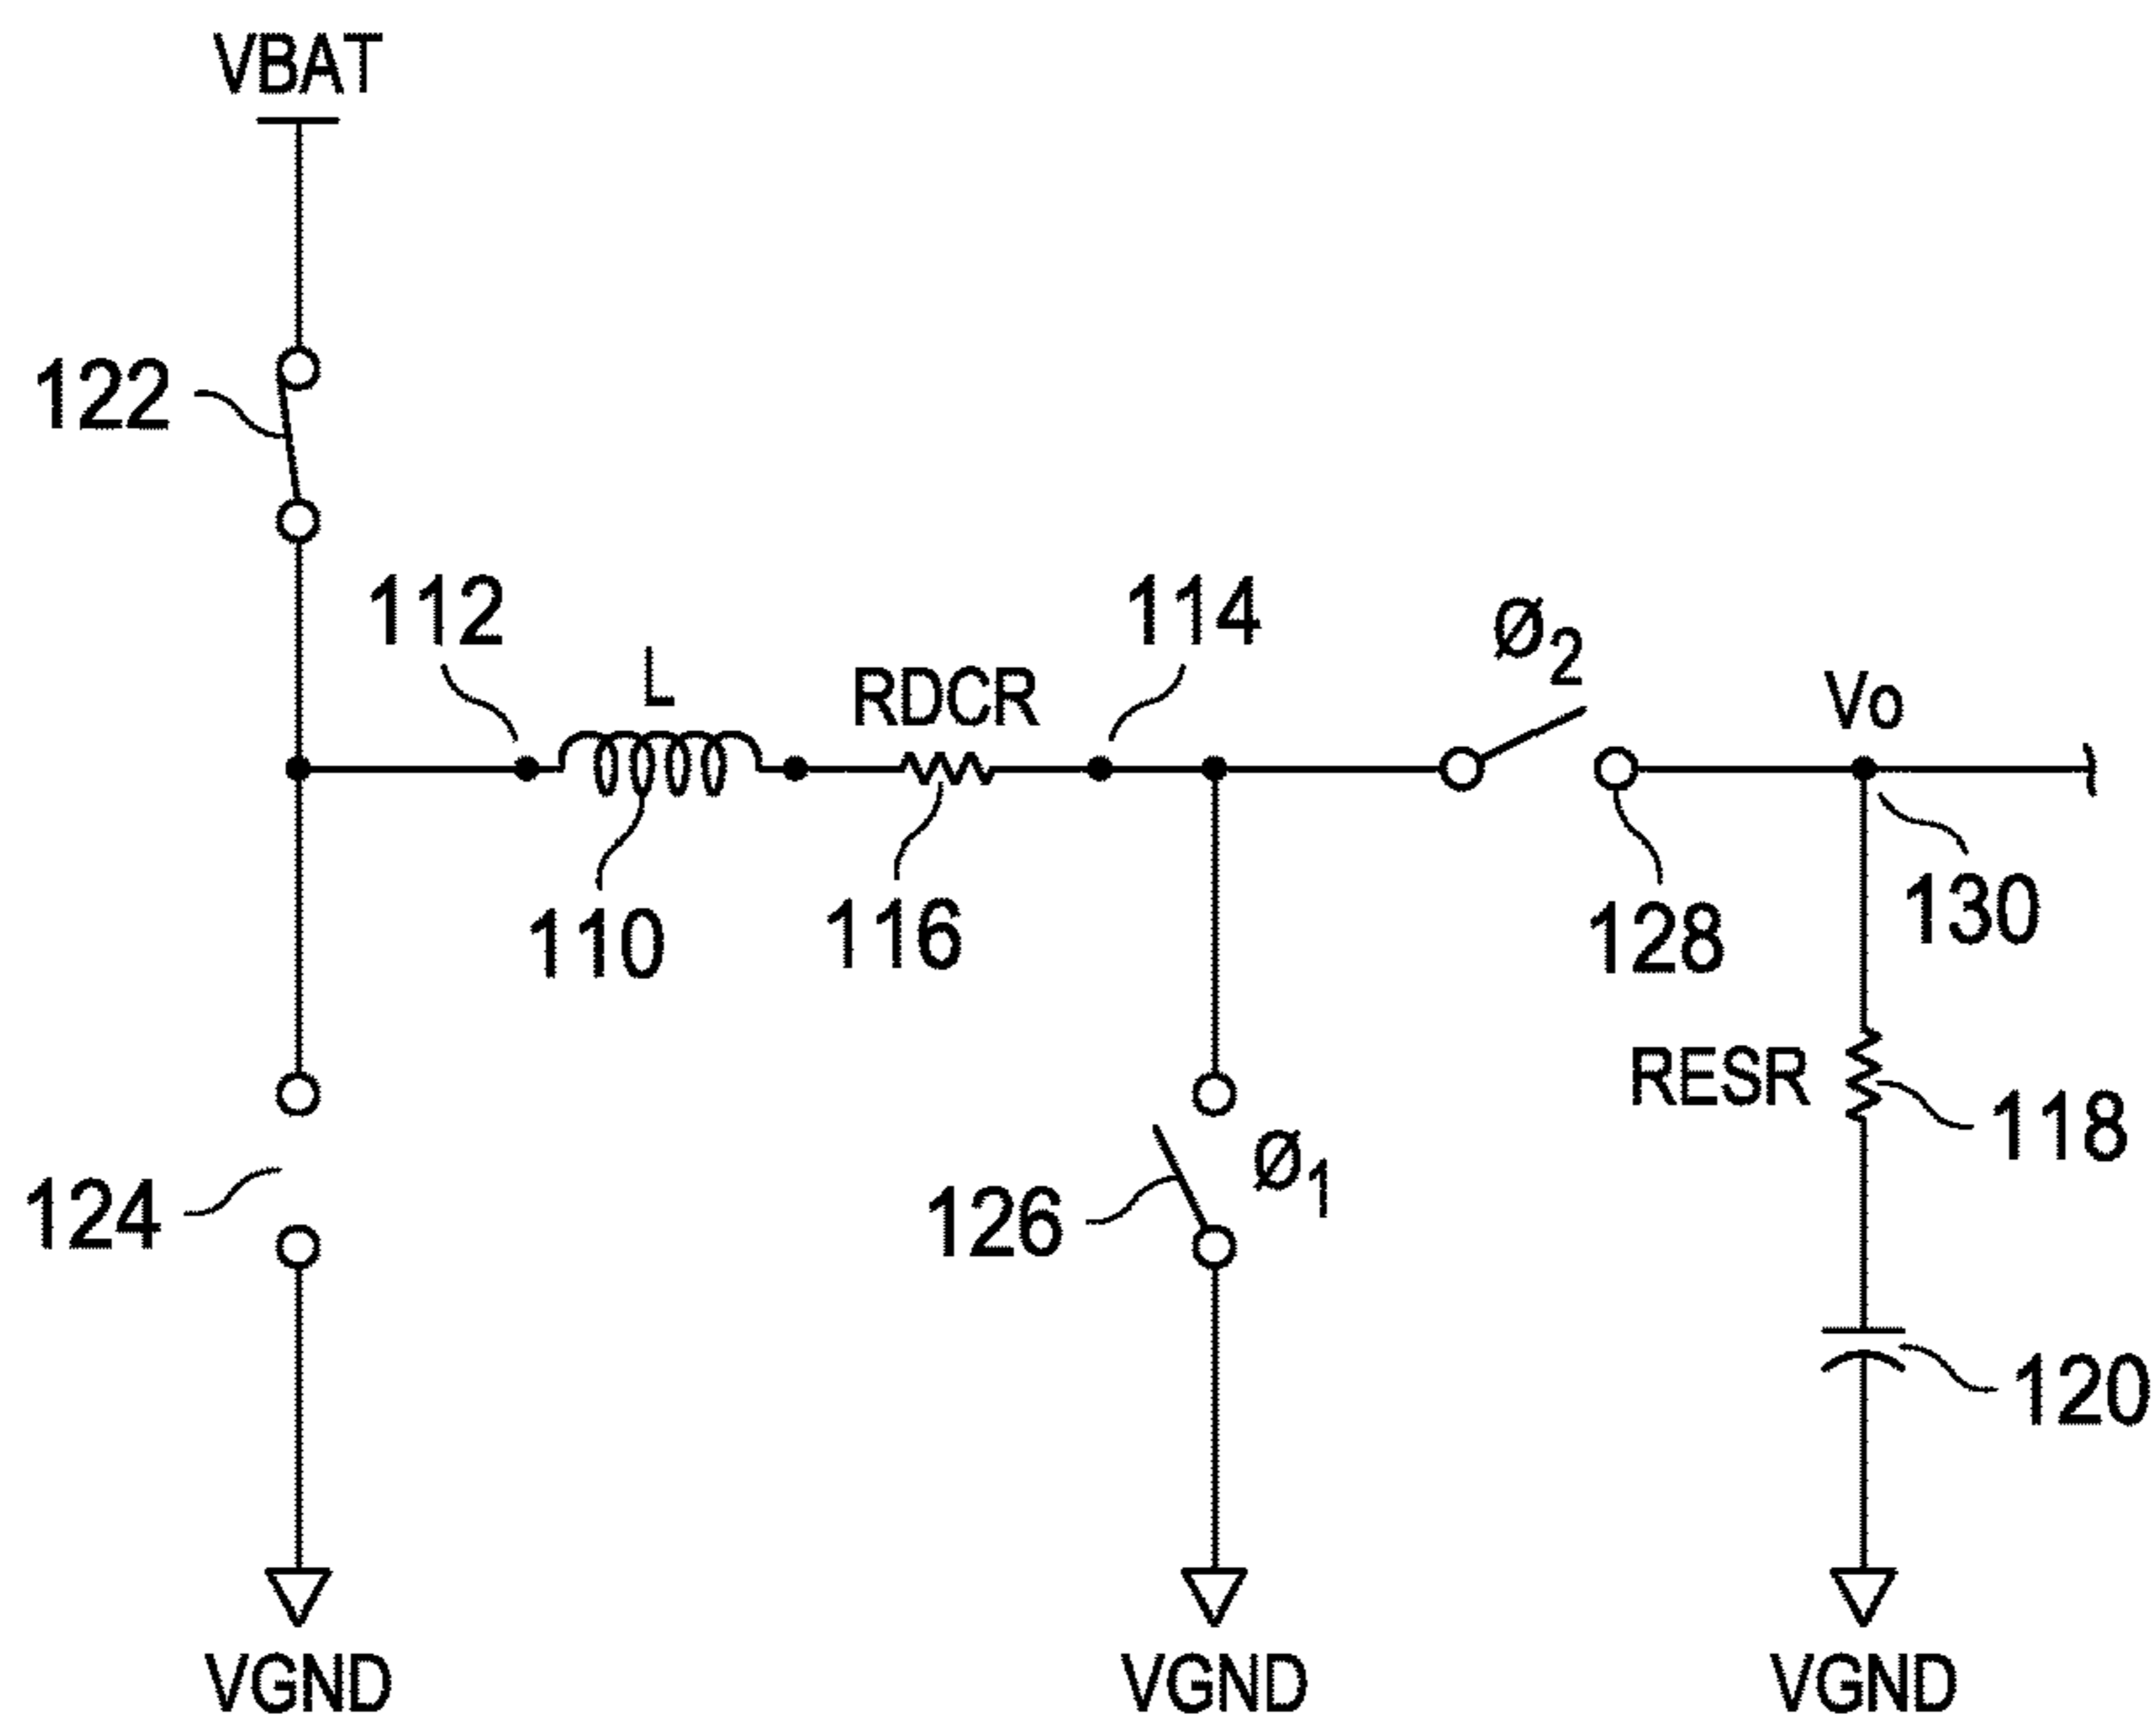 VBAT
122
112
L
RDCR
114
Ø2
Vo
110
116
128
130
RESR
118
124
126
Ø1
120
VGND
VGND
VGND